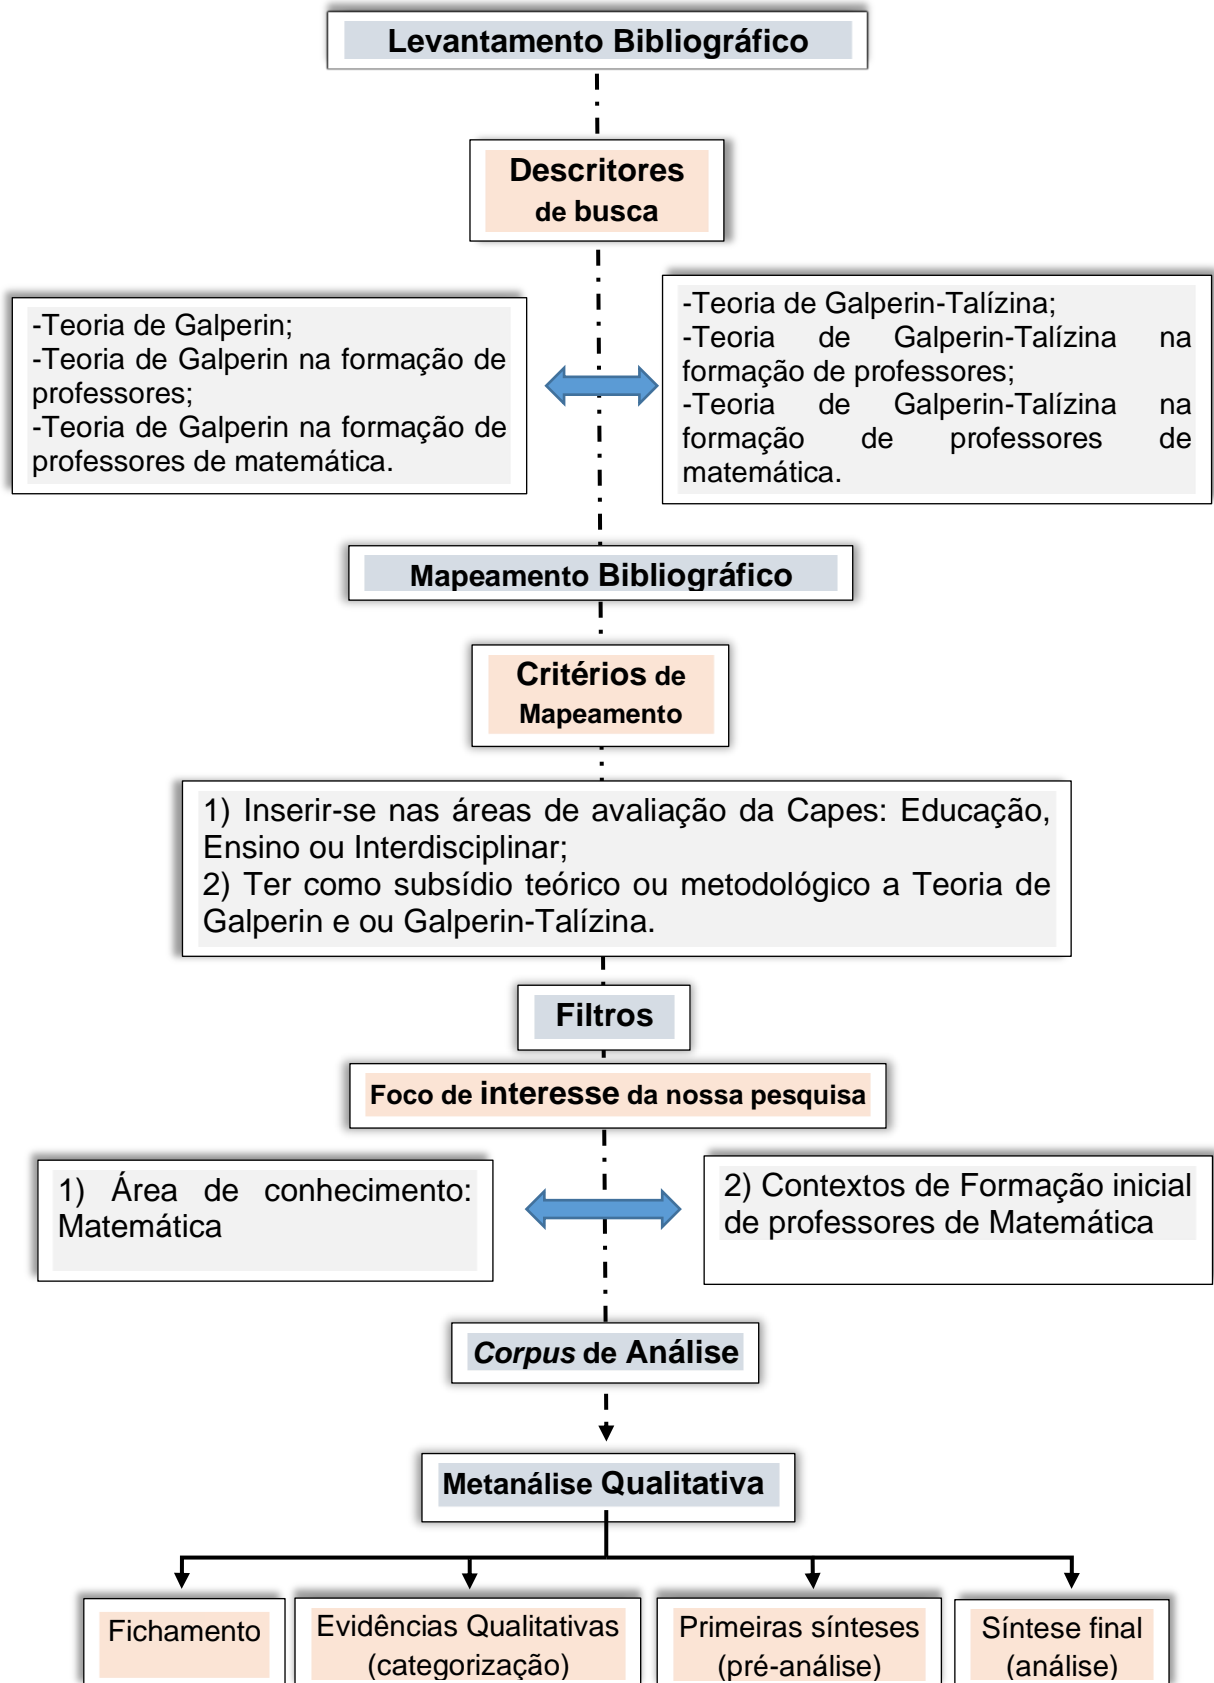 Levantamento Bibliográfico
Descritores
de busca
-Teoria de Galperin;
-Teoria de Galperin na formação de
professores;
-Teoria de Galperin na formação de
professores de matemática.
-Teoria de Galperin-Talízina;
-Teoria de Galperin-Talízina na
formação de professores;
-Teoria de Galperin-Talízina na
formação de professores de
matemática.
Mapeamento Bibliográfico
Critérios de
Mapeamento
1) Inserir-se nas áreas de avaliação da Capes: Educação,
Ensino ou Interdisciplinar;
2) Ter como subsídio teórico ou metodológico a Teoria de
Galperin e ou Galperin-Talízina.
Filtros
Foco de interesse da nossa pesquisa
1) Área de conhecimento:
Matemática
2) Contextos de Formação inicial
de professores de Matemática
Corpus de Análise
Metanálise Qualitativa
Fichamento
Evidências Qualitativas
(categorização)
Primeiras sínteses
(pré-análise)
Síntese final
(análise)